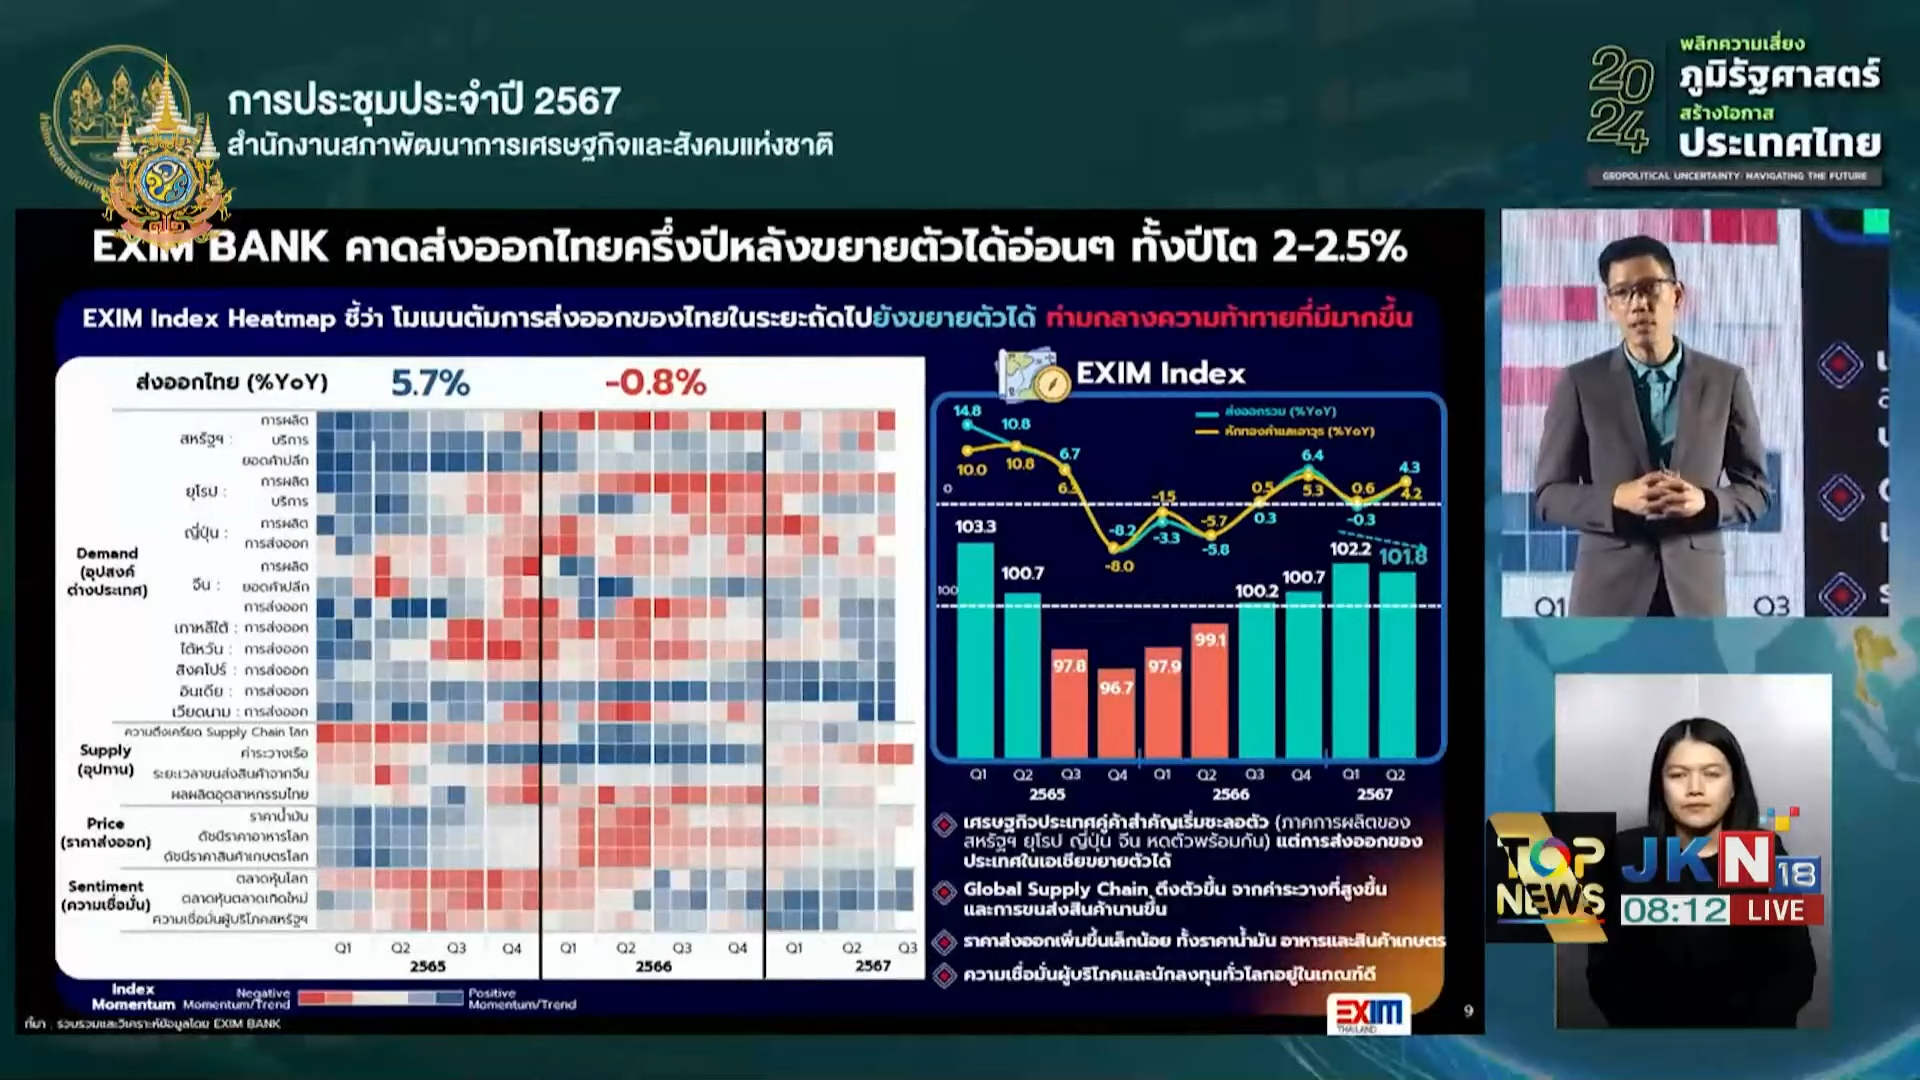 การประชุมประจำปี 2567
สำนักงานสภาพัฒนาการเศรษฐกิจและสังคมแห่งชาติ
2024
พลิกความเสี่ยง
ภูมิรัฐศาสตร์
สร้างโอกาส
ประเทศไทย
GEOPOLITICAL UNCERTAINTY: NAVIGATING THE FUTURE
EXIM BANK คาดส่งออกไทยครึ่งปีหลังขยายตัวได้อ่อนๆ ทั้งปีโต 2-2.5%
EXIM Index Heatmap ชี้ว่า โมเมนตัมการส่งออกของไทยในระยะถัดไปยังขยายตัวได้ ท่ามกลางความท้าทายที่มีมากขึ้น
ส่งออกไทย (%YoY) 5.7% -0.8%
Demand
(อุปสงค์
ต่างประเทศ)
สหรัฐฯ : การผลิต
บริการ
ยอดค้าปลีก
ยุโรป : การผลิต
บริการ
ญี่ปุ่น : การผลิต
การส่งออก
จีน : การผลิต
ยอดค้าปลีก
การส่งออก
เกาหลีใต้ : การส่งออก
ไต้หวัน : การส่งออก
สิงคโปร์ : การส่งออก
อินเดีย : การส่งออก
เวียดนาม : การส่งออก
Supply
(อุปทาน)
ความตึงเครียด Supply Chain โลก
ค่าระวางเรือ
ระยะเวลาขนส่งสินค้าจากจีน
ผลผลิตอุตสาหกรรมไทย
Price
(ราคาส่งออก)
ราคาน้ำมัน
ดัชนีราคาอาหารโลก
ดัชนีราคาสินค้าเกษตรโลก
Sentiment
(ความเชื่อมั่น)
ตลาดหุ้นโลก
ตลาดหุ้นตลาดเกิดใหม่
ความเชื่อมั่นผู้บริโภคสหรัฐฯ
Q1 Q2 Q3 Q4 Q1 Q2 Q3 Q4 Q1 Q2 Q3
2565 2566 2567
Index
Momentum
Negative
Momentum/Trend
Positive
Momentum/Trend
ที่มา : รวบรวมและวิเคราะห์ข้อมูลโดย EXIM BANK
EXIM Index
ส่งออกรวม (%YoY)
หักทองคำและอาวุธ (%YoY)
14.8 10.8 6.7 -8.2 -3.3 -5.8 0.3 6.4 -0.3 4.3
10.0 10.8 6.3 -8.0 -1.5 -5.7 0.5 5.3 0.6 4.2
0
100
103.3 100.7 97.8 96.7 97.9 99.1 100.2 100.7 102.2 101.8
Q1 Q2 Q3 Q4 Q1 Q2 Q3 Q4 Q1 Q2
2565 2566 2567
เศรษฐกิจประเทศคู่ค้าสำคัญเริ่มชะลอตัว (ภาคการผลิตของ
สหรัฐฯ ยุโรป ญี่ปุ่น จีน หดตัวพร้อมกัน) แต่การส่งออกของ
ประเทศในเอเชียขยายตัวได้
Global Supply Chain ตึงตัวขึ้น จากค่าระวางที่สูงขึ้น
และการขนส่งสินค้านานขึ้น
ราคาส่งออกเพิ่มขึ้นเล็กน้อย ทั้งราคาน้ำมัน อาหารและสินค้าเกษตร
ความเชื่อมั่นผู้บริโภคและนักลงทุนทั่วโลกอยู่ในเกณฑ์ดี
EXIM
THAILAND
9
Q1 Q3
TOP
NEWS
JKN18
08:12 LIVE